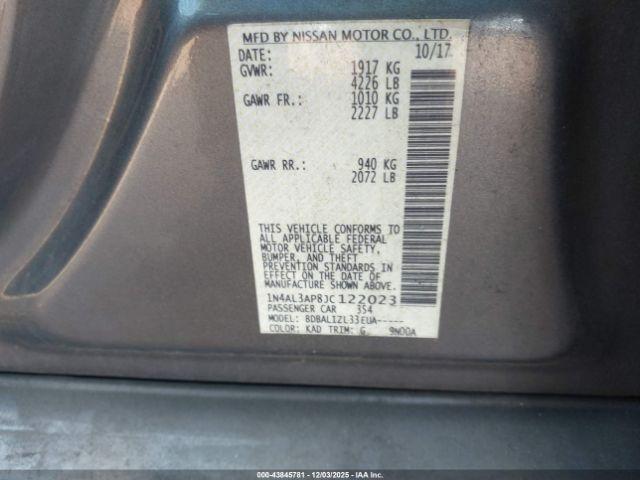 MFD BY NISSAN MOTOR CO., LTD.
DATE: 10/17
GVWR: 1917 KG
4226 LB
GAWR FR.: 1010 KG
2227 LB
GAWR RR.: 940 KG
2072 LB
THIS VEHICLE CONFORMS TO
ALL APPLICABLE FEDERAL
MOTOR VEHICLE SAFETY,
BUMPER, AND THEFT
PREVENTION STANDARDS IN
EFFECT ON THE DATE OF
MANUFACTURE SHOWN ABOVE.
1N4AL3AP8JC122023
PASSENGER CAR 354
MODEL: BDBALIZL33EUA-----
COLOR: KAD TRIM: G 9N00A
000-43845781 - 12/03/2025 - IAA Inc.